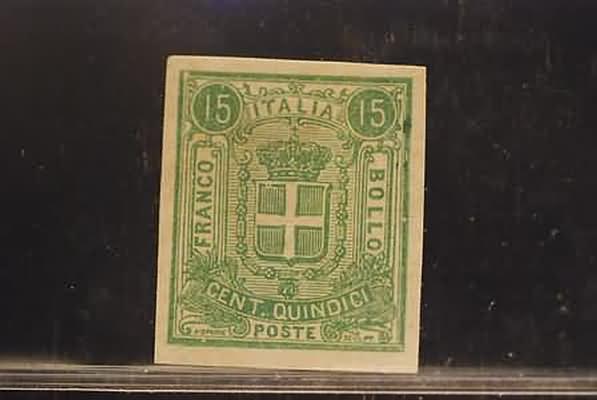 15 ITALIA 15
FRANCO
BOLLO
CENT. QUINDICI
POSTE